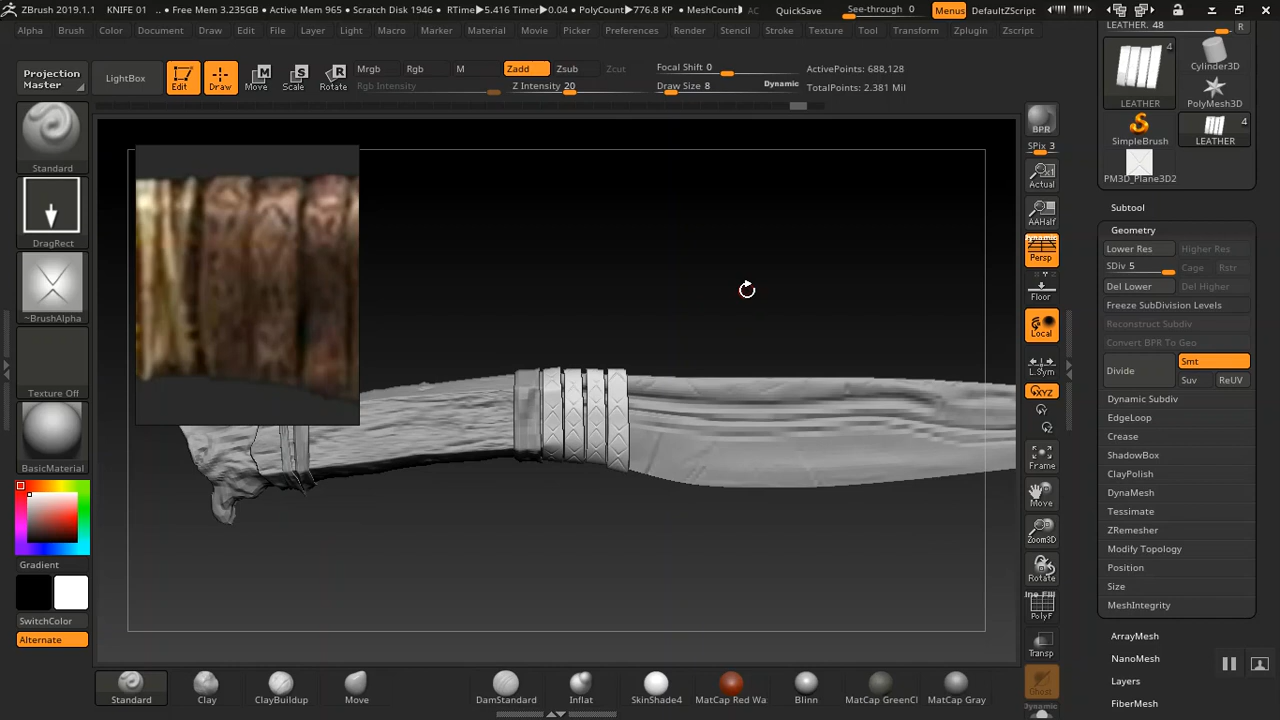 ZBrush 2019.1.1 KNIFE 01 • Free Mem 3.235GB • Active Mem 965 • Scratch Disk 1946 • RTime▶5.416 Timer▶0.04 • PolyCount▶776.8 KP • MeshCount▶ AC QuickSave See-through 0 Menus DefaultZScript
Alpha Brush Color Document Draw Edit File Layer Light Macro Marker Material Movie Picker Preferences Render Stencil Stroke Texture Tool Transform Zplugin Zscript
LEATHER. 48 R
Projection Master LightBox Edit Draw Move Scale Rotate
Mrgb Rgb M Zadd Zsub Zcut Focal Shift 0 ActivePoints: 688,128
Rgb Intensity Z Intensity 20 Draw Size 8 Dynamic TotalPoints: 2.381 Mil
4
LEATHER
Cylinder3D
PolyMesh3D
SimpleBrush
4
LEATHER
PM3D_Plane3D2
Standard
DragRect
~BrushAlpha
Texture Off
BasicMaterial
Gradient
SwitchColor
Alternate
BPR
SPix 3
Actual
AAHalf
Dynamic
Persp
Floor
Local
L.Sym
XYZ
Frame
Move
Zoom3D
Rotate
Line Fill
PolyF
Transp
Ghost
Dynamic
Subtool
Geometry
Lower Res Higher Res
SDiv 5 Cage Rstr
Del Lower Del Higher
Freeze SubDivision Levels
Reconstruct Subdiv
Convert BPR To Geo
Divide Smt
Suv ReUV
Dynamic Subdiv
EdgeLoop
Crease
ShadowBox
ClayPolish
DynaMesh
Tessimate
ZRemesher
Modify Topology
Position
Size
MeshIntegrity
ArrayMesh
NanoMesh
Layers
FiberMesh
Standard Clay ClayBuildup Move DamStandard Inflat SkinShade4 MatCap Red Wa Blinn MatCap GreenCl MatCap Gray